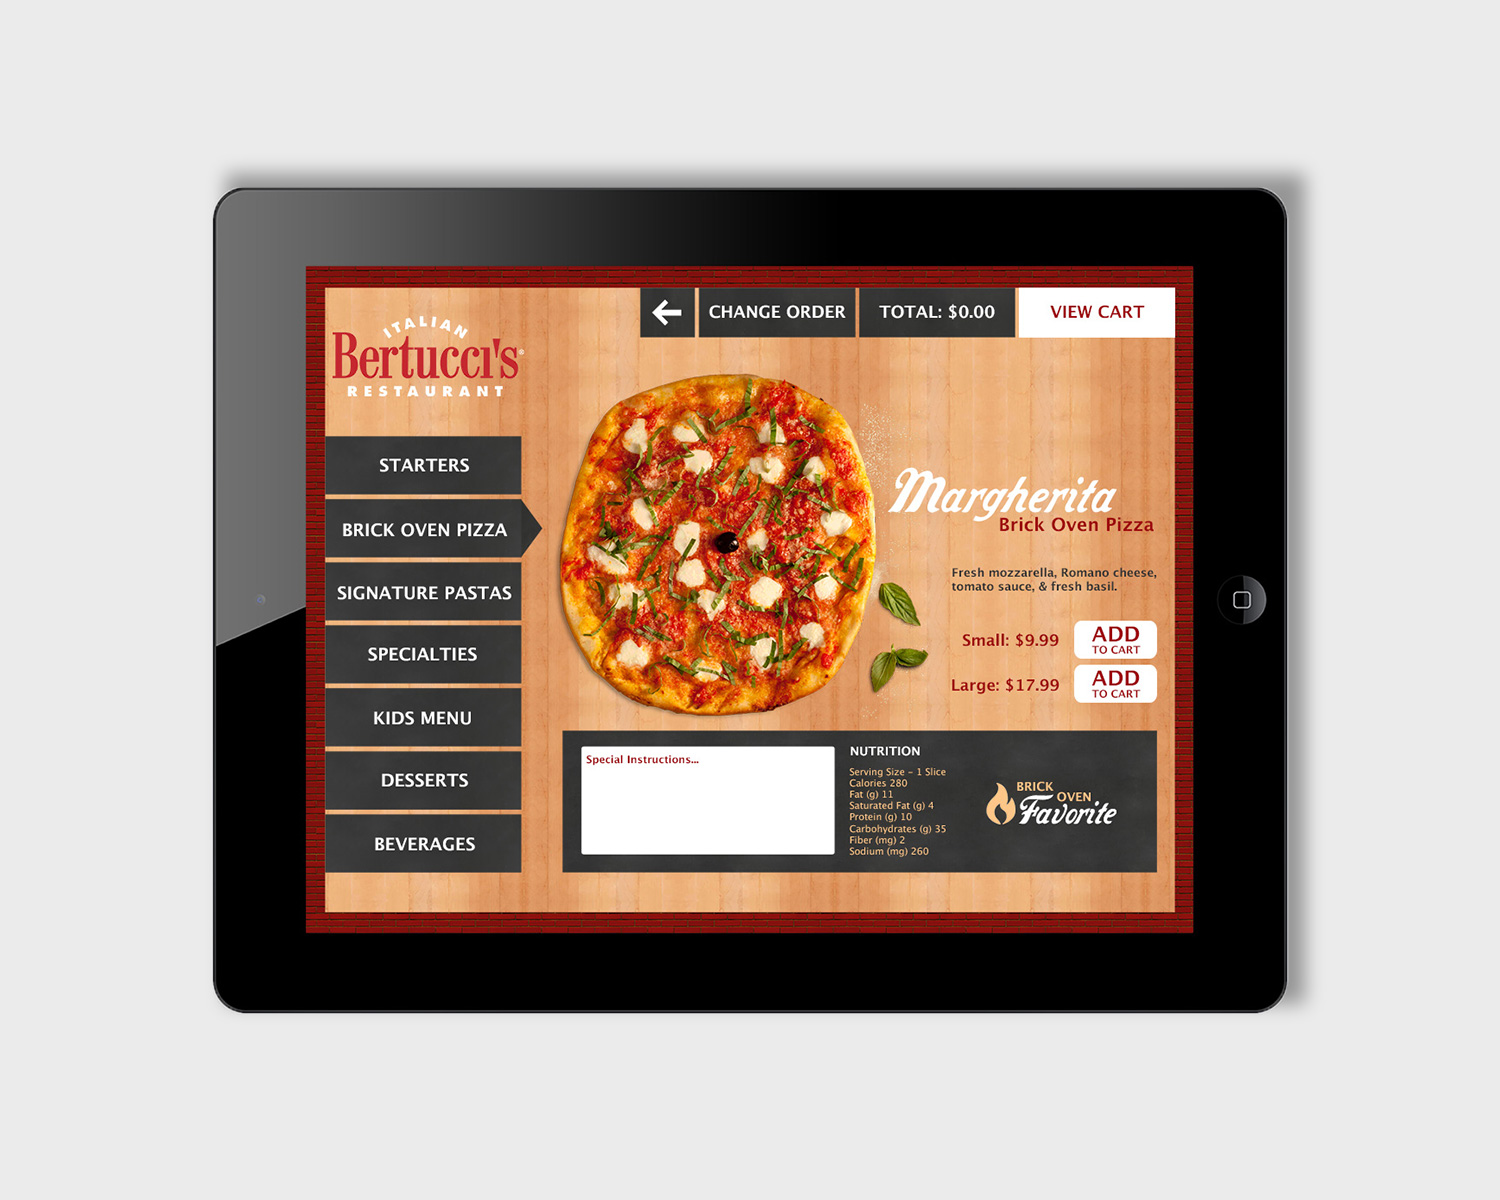 CHANGE ORDER
TOTAL: $0.00
VIEW CART
ITALIAN
Bertucci's®
RESTAURANT
STARTERS
BRICK OVEN PIZZA
SIGNATURE PASTAS
SPECIALTIES
KIDS MENU
DESSERTS
BEVERAGES
Margherita
Brick Oven Pizza
Fresh mozzarella, Romano cheese,
tomato sauce, & fresh basil.
Small: $9.99
ADD
TO CART
Large: $17.99
ADD
TO CART
Special Instructions...
NUTRITION
Serving Size – 1 Slice
Calories 280
Fat (g) 11
Saturated Fat (g) 4
Protein (g) 10
Carbohydrates (g) 35
Fiber (mg) 2
Sodium (mg) 260
BRICK
OVEN
Favorite